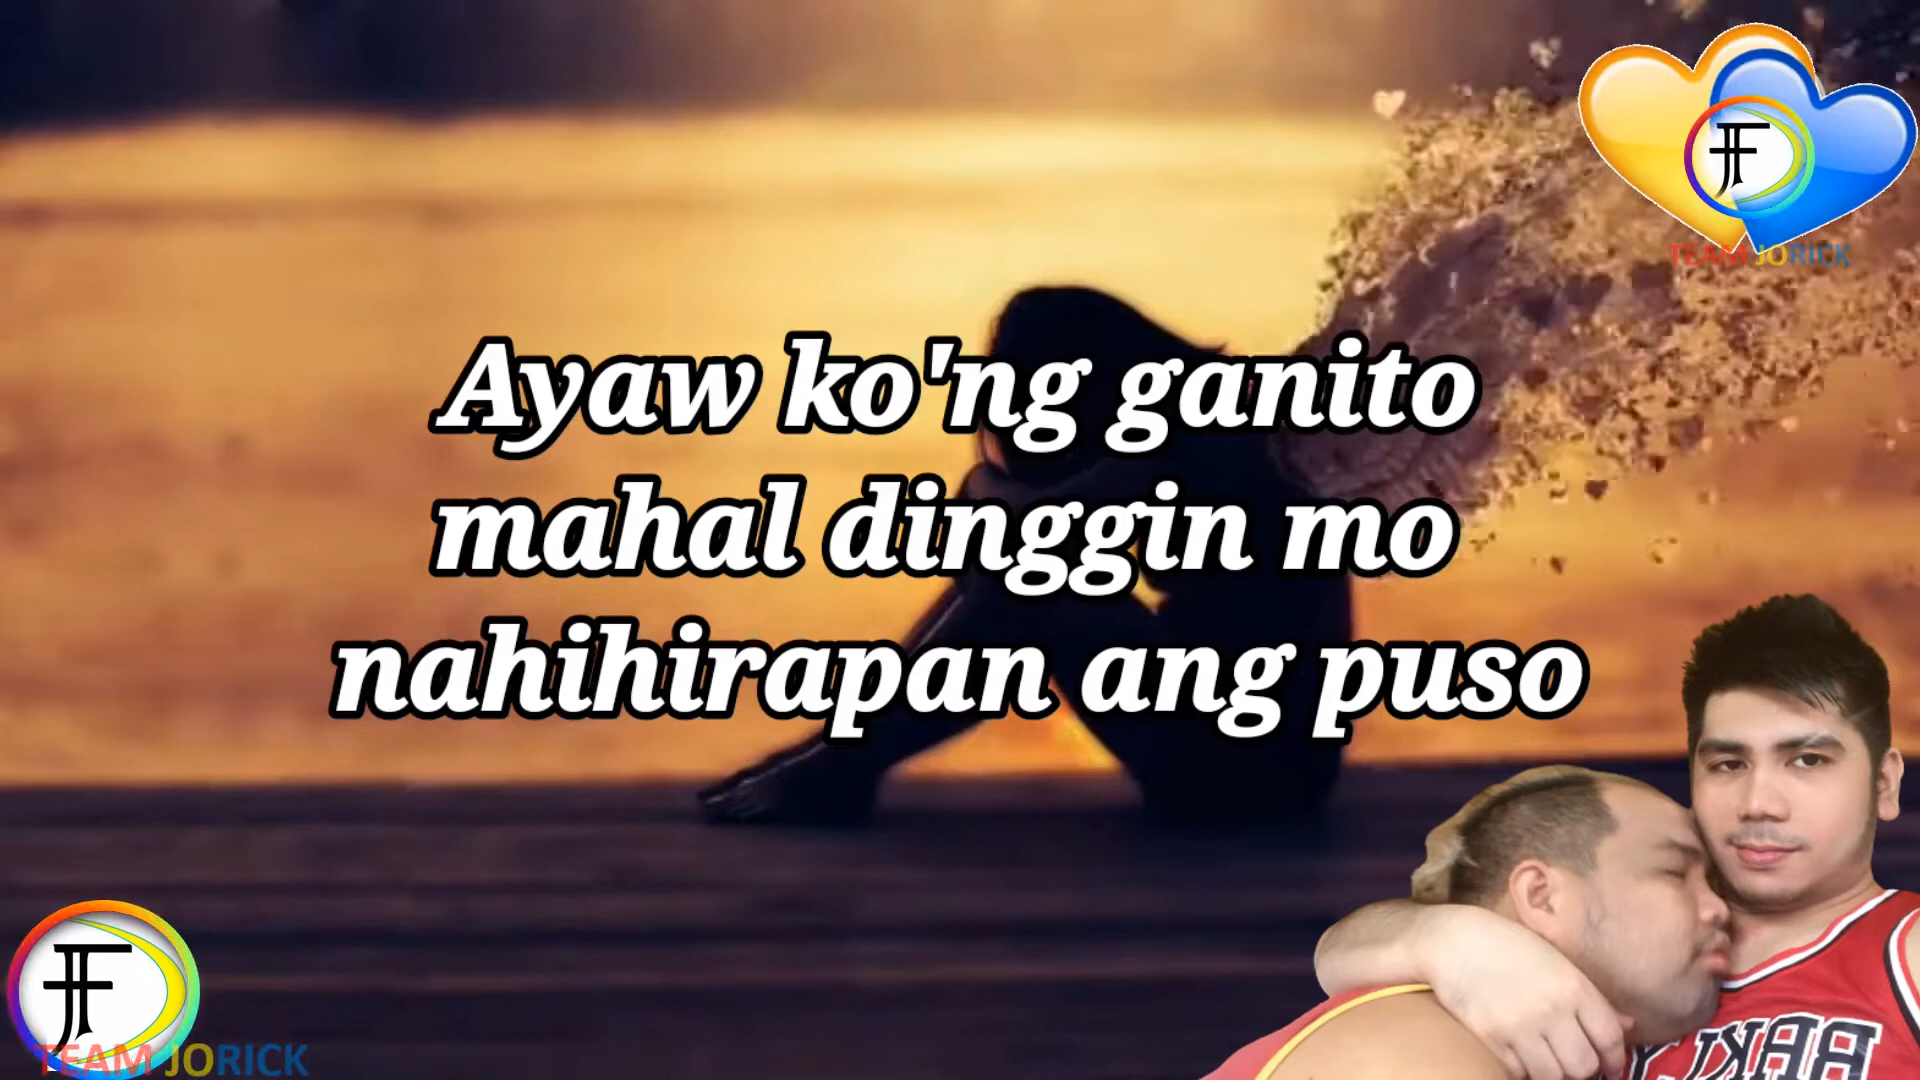 TEAM JORICK
Ayaw ko'ng ganito
mahal dinggin mo
nahihirapan ang puso
TEAM JORICK